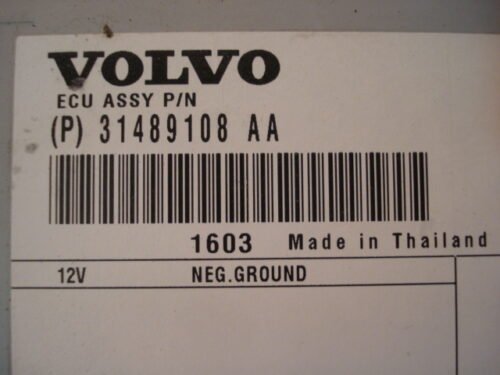 VOLVO
ECU ASSY P/N
(P) 31489108 AA
1603 Made in Thailand
12V NEG.GROUND